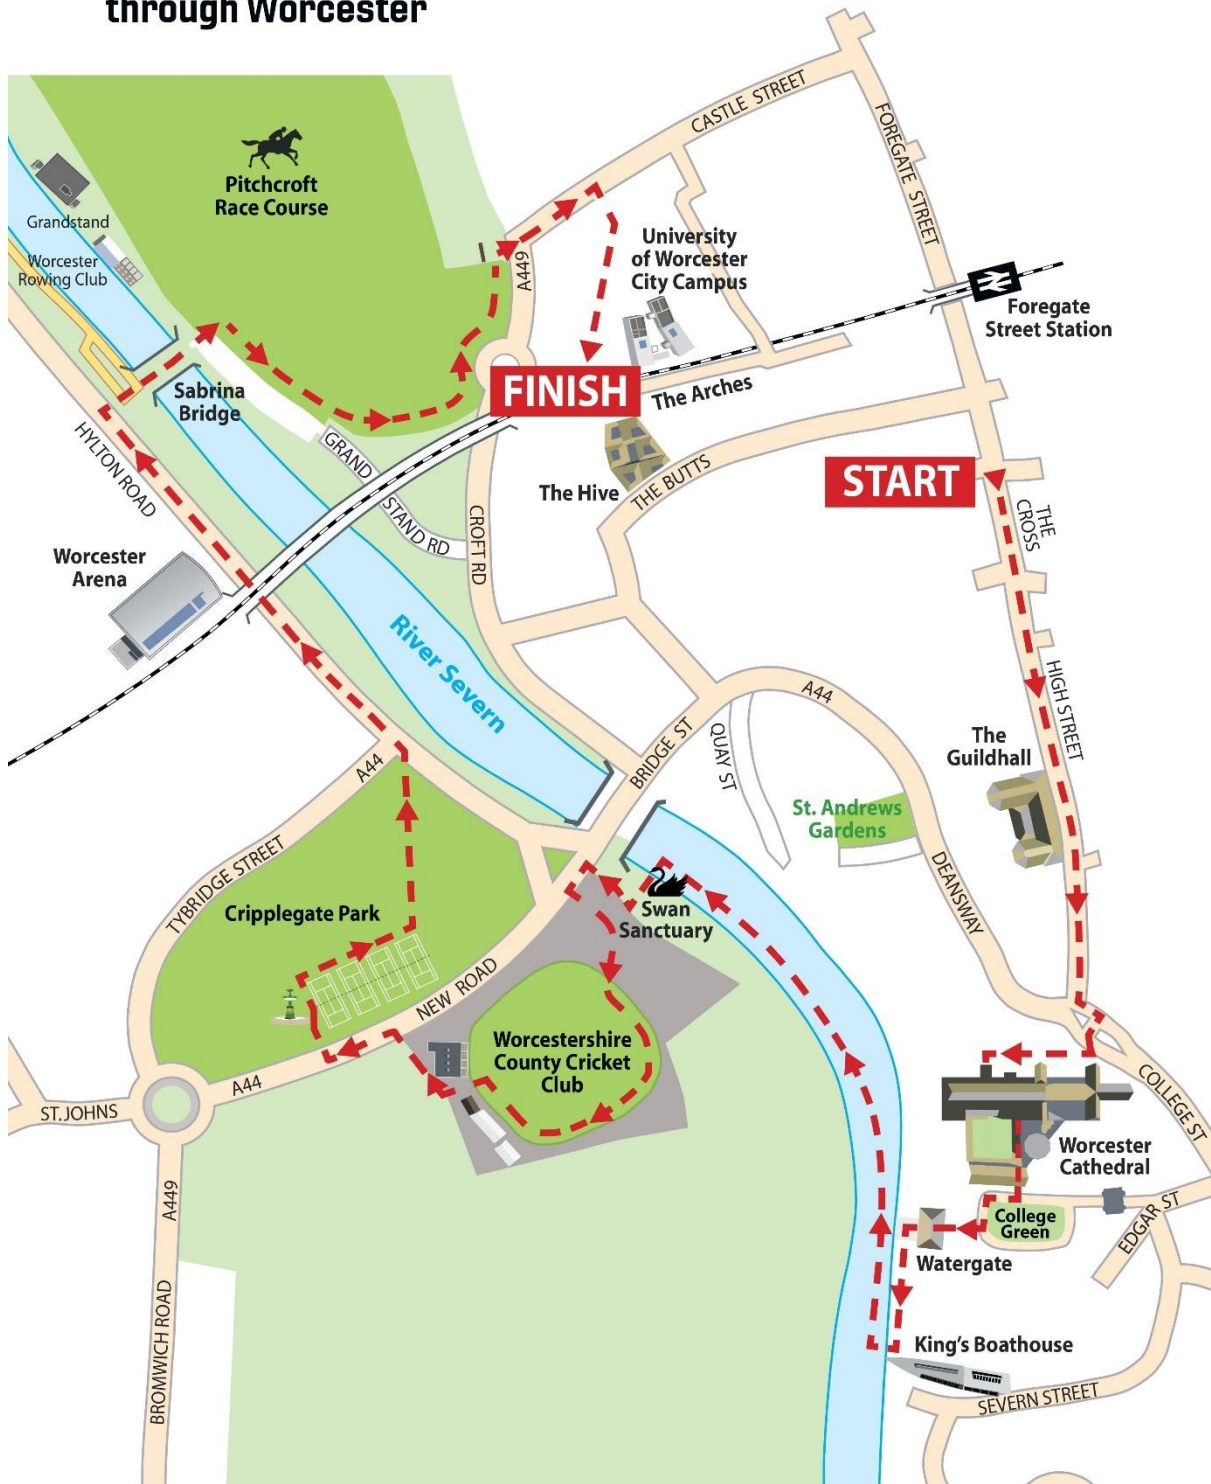 through Worcester
CASTLE STREET
FOREGATE STREET
Pitchcroft
Race Course
Grandstand
Worcester
Rowing Club
A449
University
of Worcester
City Campus
Foregate
Street Station
Sabrina
Bridge
FINISH
The Arches
HYLTON ROAD
GRAND
STAND RD
The Hive
THE BUTTS
START
THE
CROSS
CROFT RD
Worcester
Arena
River Severn
HIGH STREET
A44
BRIDGE ST
QUAY ST
The
Guildhall
A44
St. Andrews
Gardens
TYBRIDGE STREET
DEANSWAY
Cripplegate Park
Swan
Sanctuary
NEW ROAD
Worcestershire
County Cricket
Club
A44
ST.JOHNS
COLLEGE ST
Worcester
Cathedral
A449
College
Green
EDGAR ST
Watergate
BROMWICH ROAD
King's Boathouse
SEVERN STREET